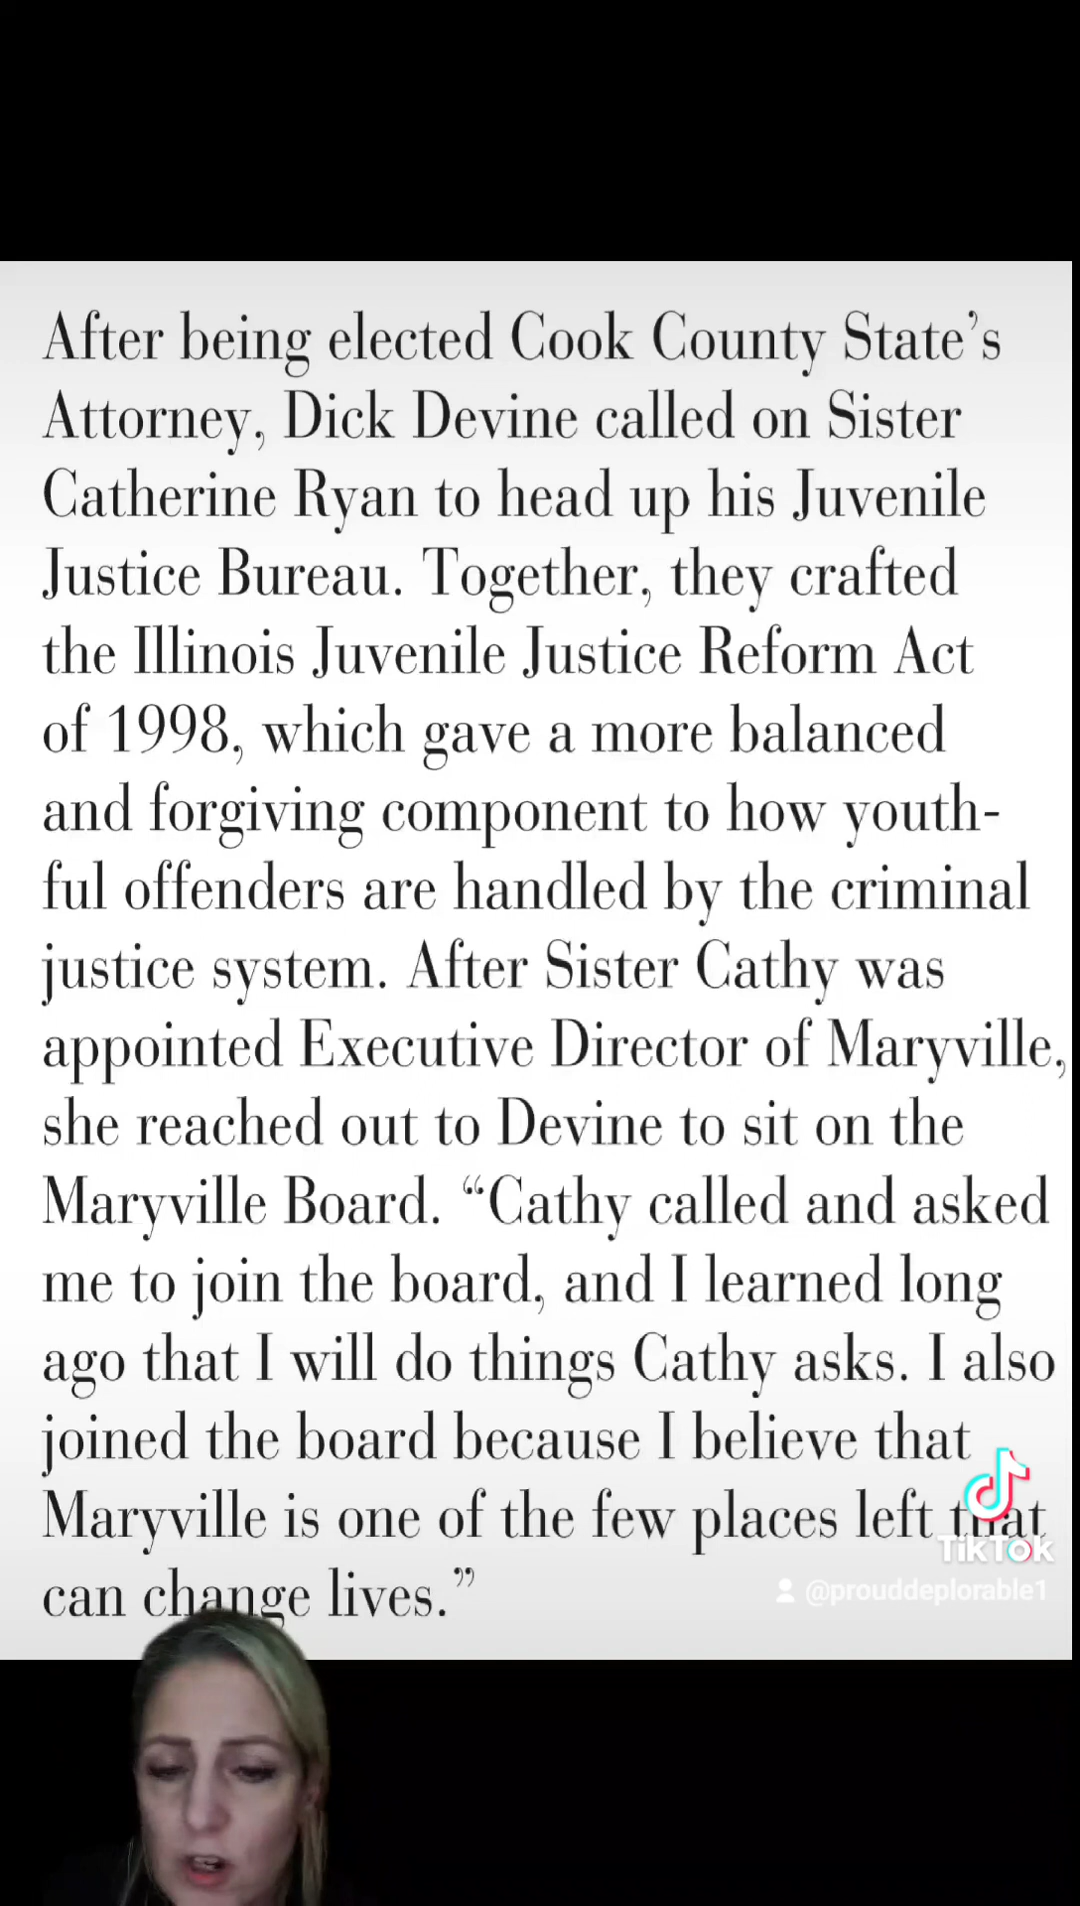 After being elected Cook County State’s
Attorney, Dick Devine called on Sister
Catherine Ryan to head up his Juvenile
Justice Bureau. Together, they crafted
the Illinois Juvenile Justice Reform Act
of 1998, which gave a more balanced
and forgiving component to how youth-
ful offenders are handled by the criminal
justice system. After Sister Cathy was
appointed Executive Director of Maryville,
she reached out to Devine to sit on the
Maryville Board. “Cathy called and asked
me to join the board, and I learned long
ago that I will do things Cathy asks. I also
joined the board because I believe that
Maryville is one of the few places left that
can change lives.”
TikTok
@prouddeplorable1